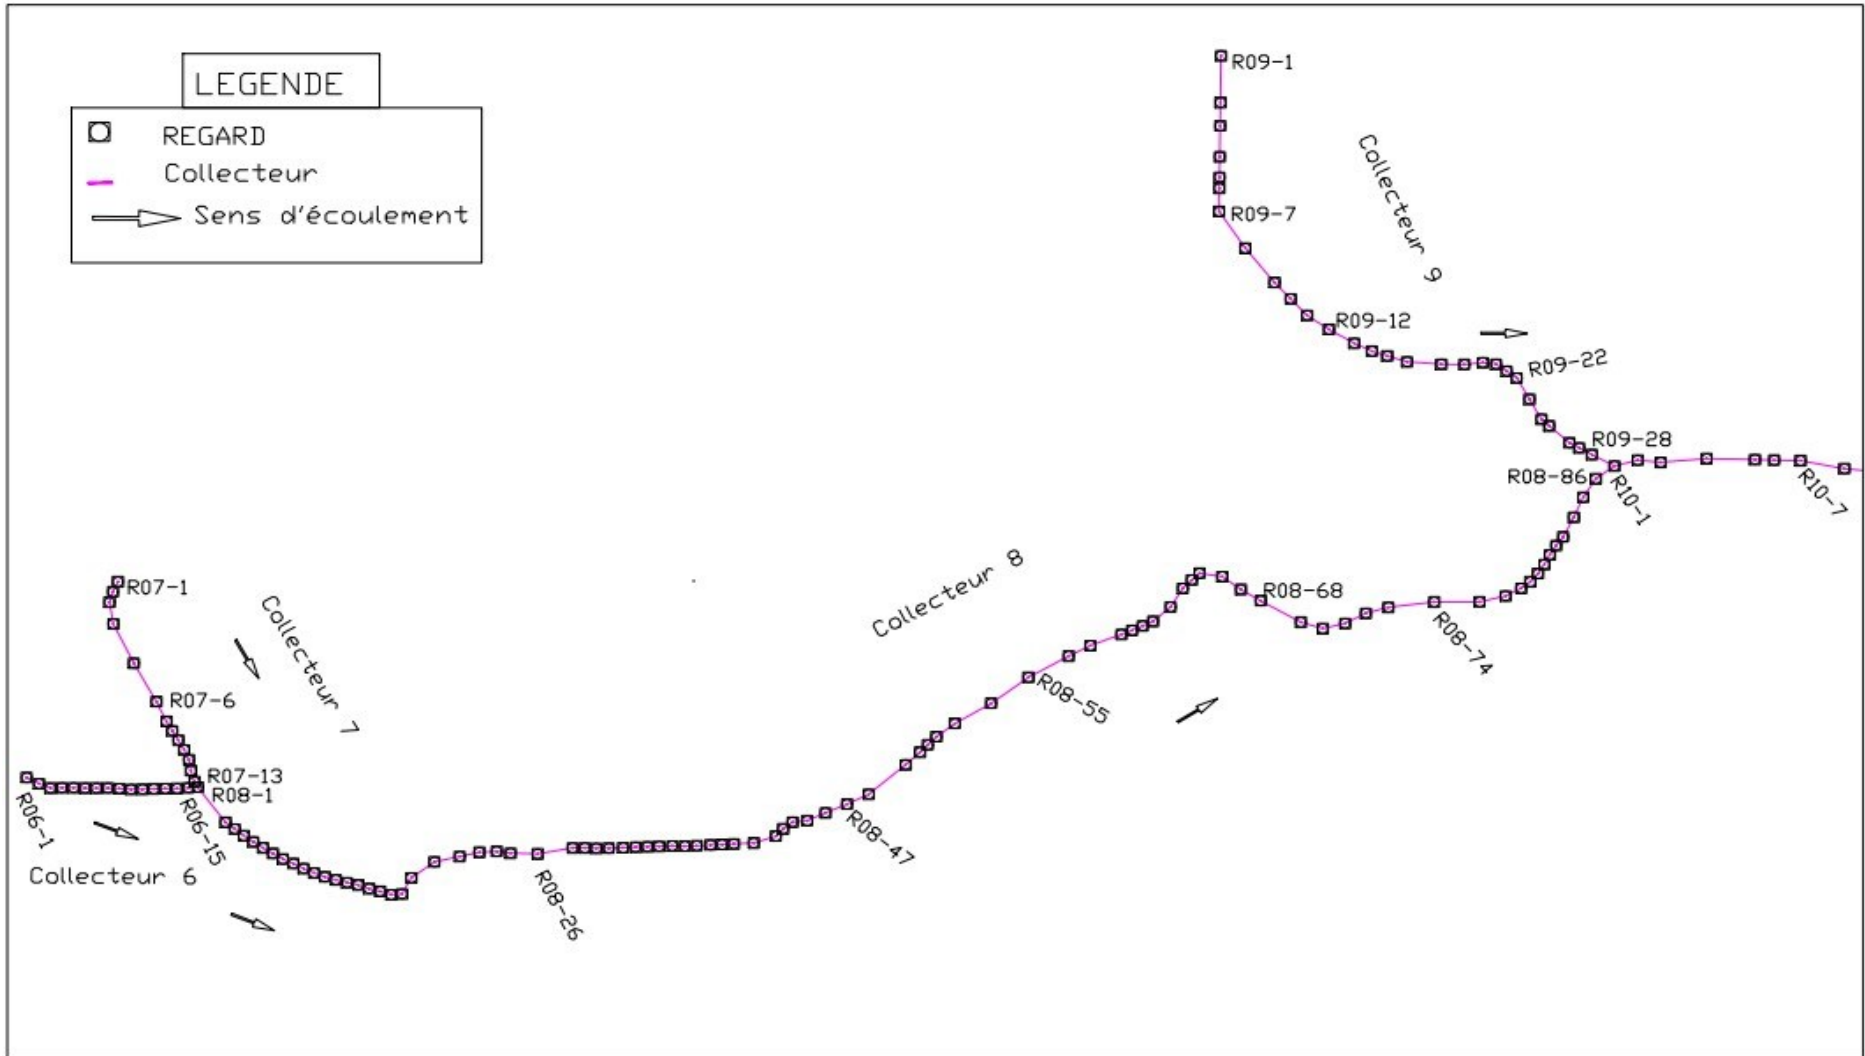 LEGENDE
REGARD
Collecteur
Sens d'écoulement
R09-1
Collecteur 9
R09-7
R09-12
R09-22
R09-28
R08-86
R10-1
R10-7
Collecteur 8
R07-1
Collecteur 7
R08-68
R08-74
R07-6
R08-55
R07-13
R08-1
R06-1
R06-15
R08-47
Collecteur 6
R08-26